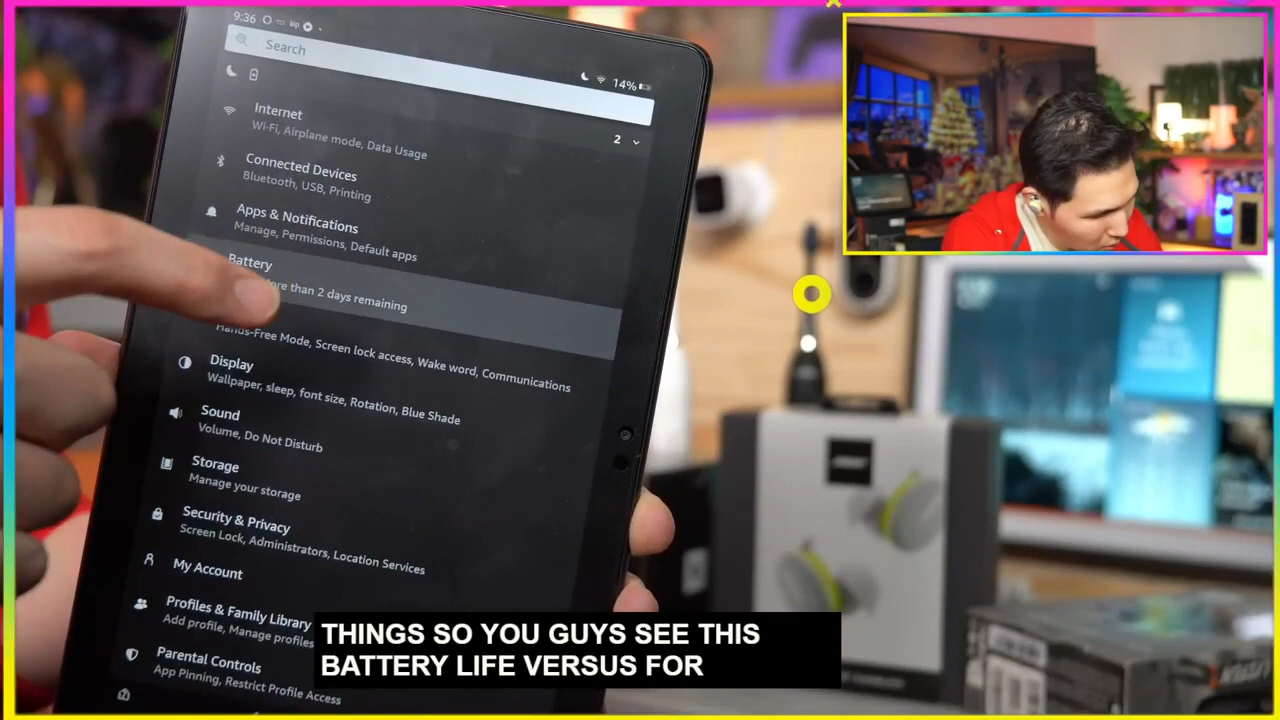 9:36
14%
Search
Internet
Wi-Fi, Airplane mode, Data Usage
2
Connected Devices
Bluetooth, USB, Printing
Apps & Notifications
Manage, Permissions, Default apps
Battery
than 2 days remaining
Hands-Free Mode, Screen lock access, Wake word, Communications
Display
Wallpaper, sleep, font size, Rotation, Blue Shade
Sound
Volume, Do Not Disturb
Storage
Manage your storage
Security & Privacy
Screen Lock, Administrators, Location Services
My Account
Profiles & Family Library
Add profile, Manage profiles
Parental Controls
App Pinning, Restrict Profile Access
THINGS SO YOU GUYS SEE THIS
BATTERY LIFE VERSUS FOR
BOSE